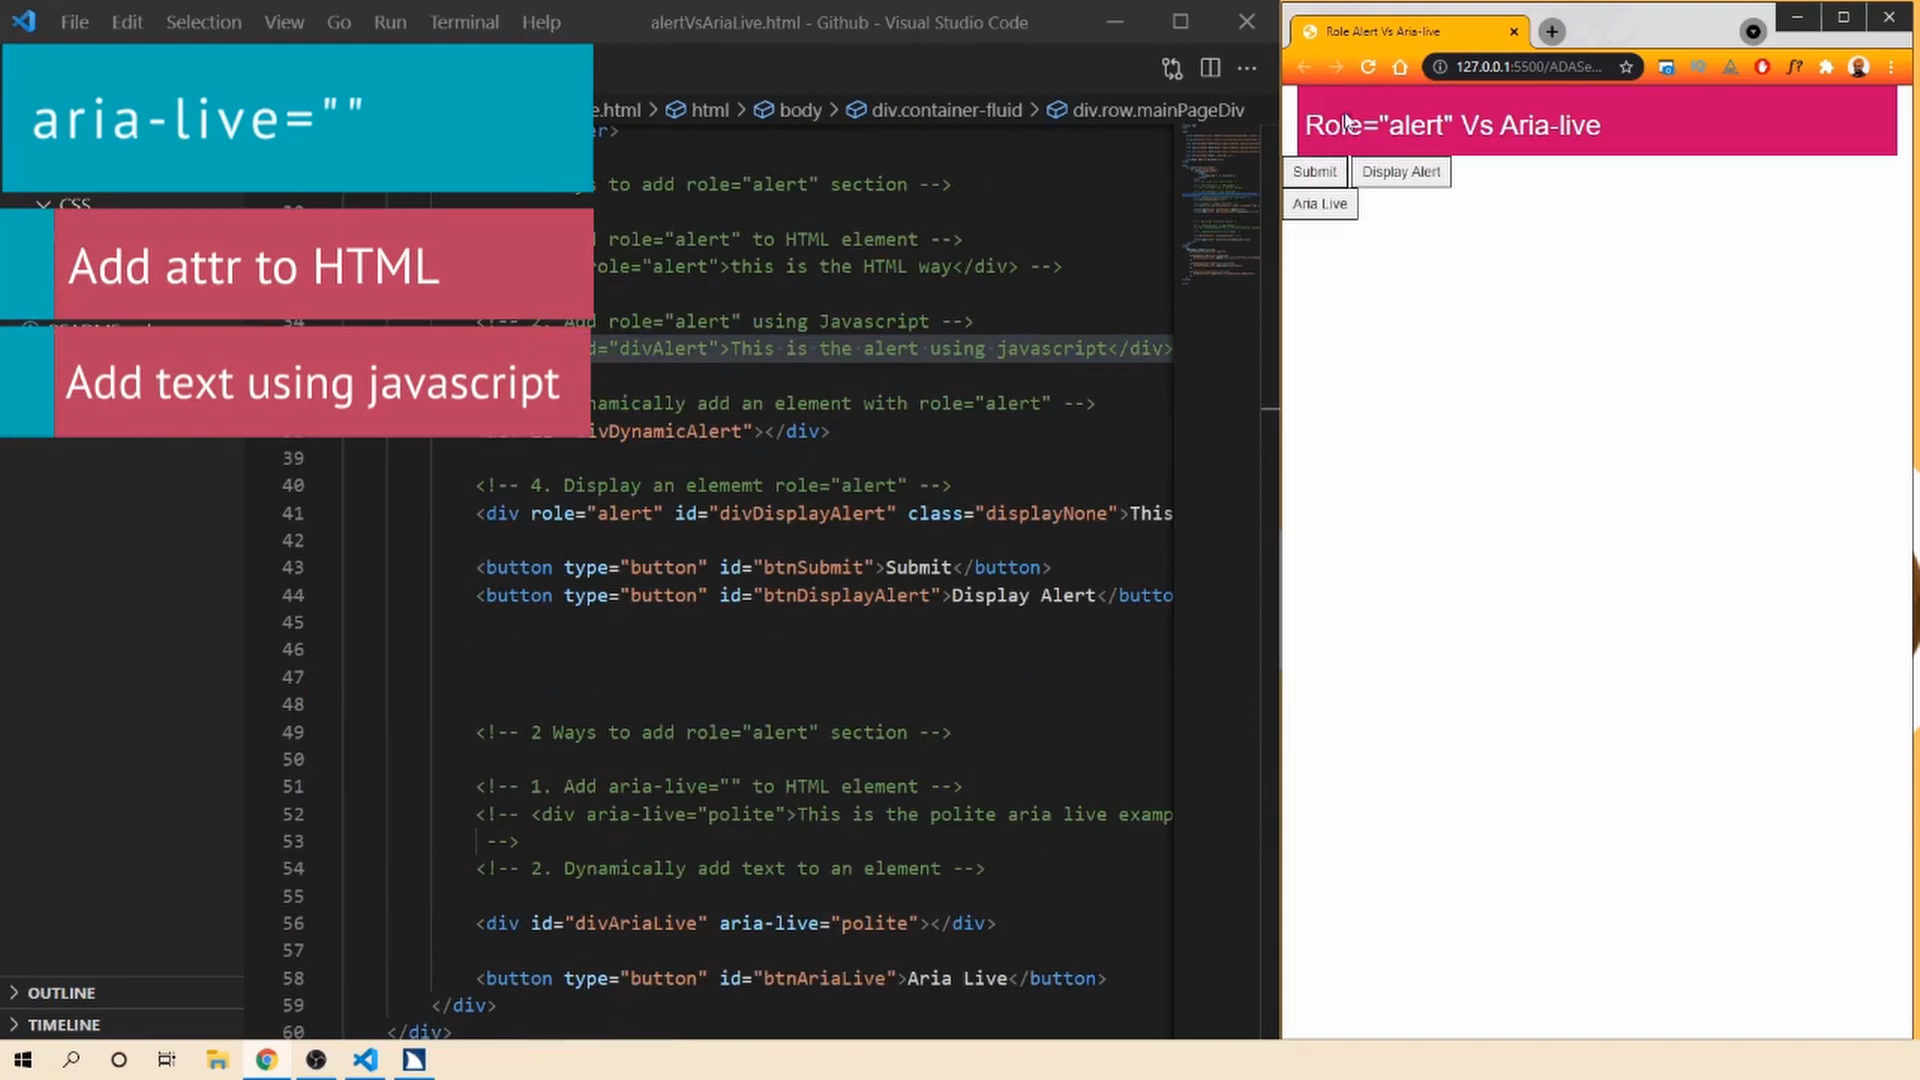 File Edit Selection View Go Run Terminal Help
alertVsAriaLive.html - Github - Visual Studio Code
aria-live=""
Add attr to HTML
Add text using javascript
CSS
e.html > html > body > div.container-fluid > div.row.mainPageDiv
er>
to add role="alert" section -->
role="alert" to HTML element -->
role="alert">this is the HTML way</div> -->
34 <!-- 2. Add role="alert" using Javascript -->
d="divAlert">This is the alert using javascript</div>
namically add an element with role="alert" -->
ivDynamicAlert"></div>
39
40 <!-- 4. Display an elememt role="alert" -->
41 <div role="alert" id="divDisplayAlert" class="displayNone">This
42
43 <button type="button" id="btnSubmit">Submit</button>
44 <button type="button" id="btnDisplayAlert">Display Alert</butto
45
46
47
48
49 <!-- 2 Ways to add role="alert" section -->
50
51 <!-- 1. Add aria-live="" to HTML element -->
52 <!-- <div aria-live="polite">This is the polite aria live examp
53 -->
54 <!-- 2. Dynamically add text to an element -->
55
56 <div id="divAriaLive" aria-live="polite"></div>
57
58 <button type="button" id="btnAriaLive">Aria Live</button>
59 </div>
60 </div>
OUTLINE
TIMELINE
Role Alert Vs Aria-live
127.0.0.1:5500/ADASe...
f?
Role="alert" Vs Aria-live
Submit Display Alert
Aria Live